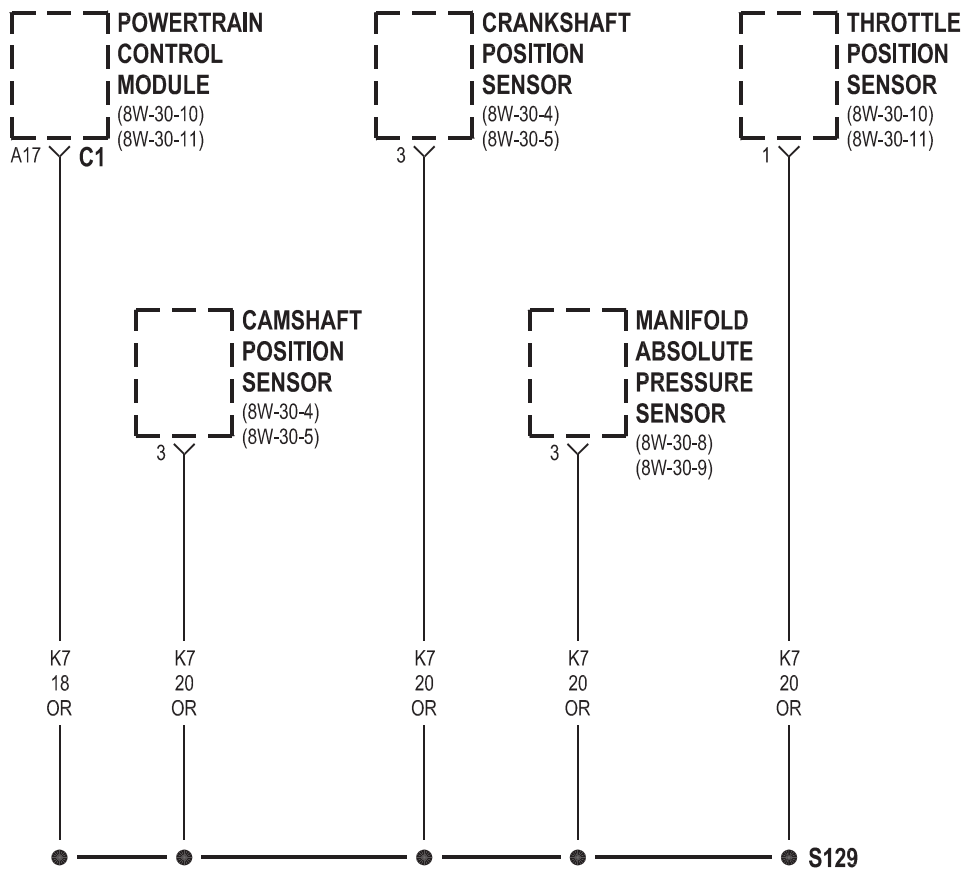 POWERTRAIN
CONTROL
MODULE
(8W-30-10)
(8W-30-11)
A17
C1
CRANKSHAFT
POSITION
SENSOR
(8W-30-4)
(8W-30-5)
3
THROTTLE
POSITION
SENSOR
(8W-30-10)
(8W-30-11)
1
CAMSHAFT
POSITION
SENSOR
(8W-30-4)
(8W-30-5)
3
MANIFOLD
ABSOLUTE
PRESSURE
SENSOR
(8W-30-8)
(8W-30-9)
3
K7
18
OR
K7
20
OR
K7
20
OR
K7
20
OR
K7
20
OR
S129